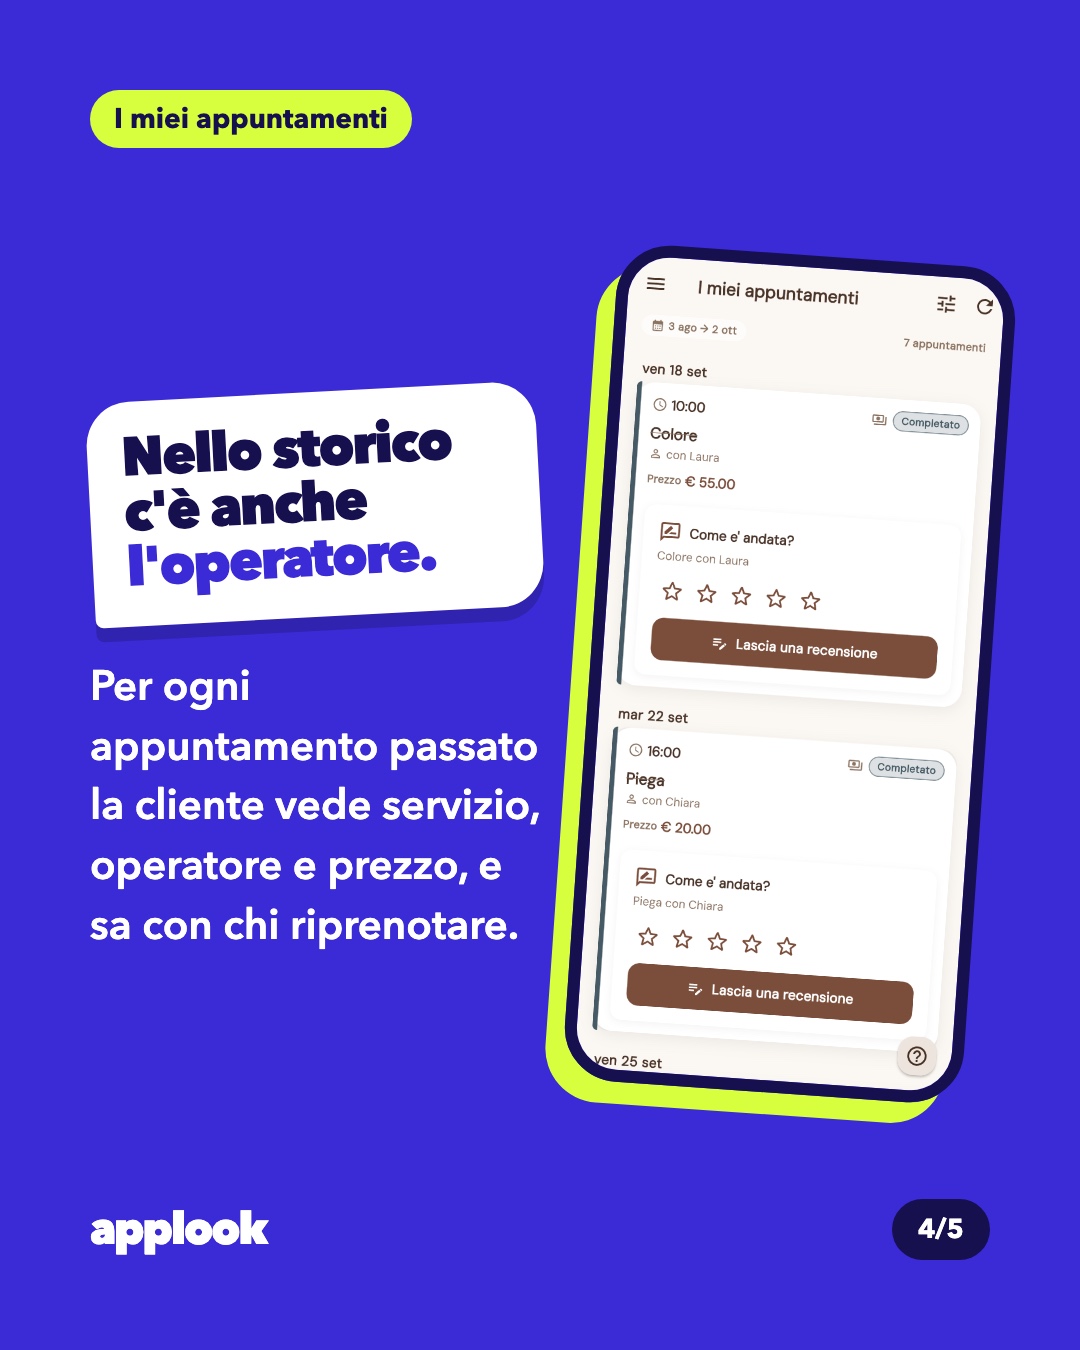 I miei appuntamenti
Nello storico
c'è anche
l'operatore.
Per ogni
appuntamento passato
la cliente vede servizio,
operatore e prezzo, e
sa con chi riprenotare.
I miei appuntamenti
3 ago → 2 ott
7 appuntamenti
ven 18 set
10:00
Completato
Colore
con Laura
Prezzo € 55.00
Come e' andata?
Colore con Laura
Lascia una recensione
mar 22 set
16:00
Completato
Piega
con Chiara
Prezzo € 20.00
Come e' andata?
Piega con Chiara
Lascia una recensione
ven 25 set
applook
4/5